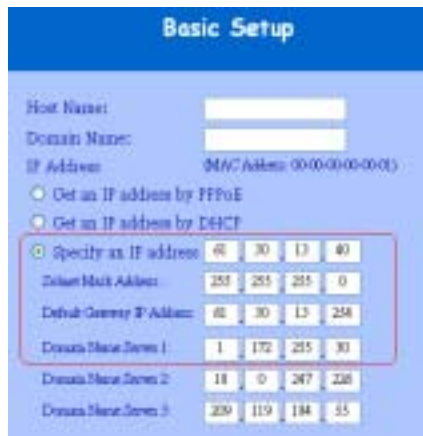 Basic Setup
Host Name:
Domain Name:
IP Address (MAC Address: 00-00-00-00-00-01)
Get an IP address by PPPoE
Get an IP address by DHCP
Specify an IP address 61 . 30 . 13 . 40
Subnet Mask Address: 255 . 255 . 255 . 0
Default Gateway IP Address: 61 . 30 . 13 . 254
Domain Name Server 1: 1 . 172 . 255 . 30
Domain Name Server 2: 18 . 0 . 247 .
Domain Name Server 3: 209 . 119 . 184 . 55